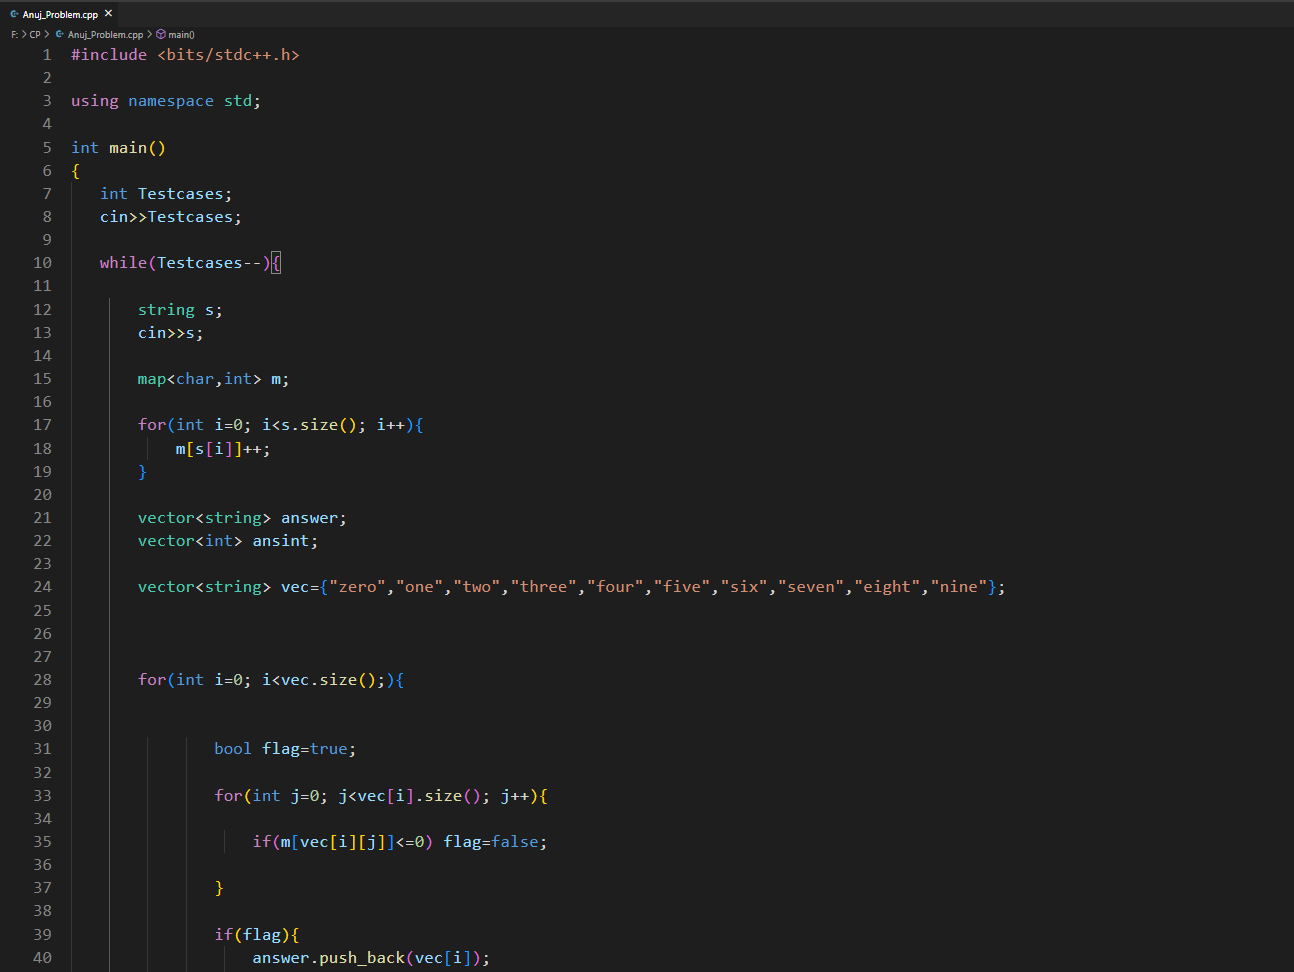 Anuj_Problem.cpp ×
F: > CP > Anuj_Problem.cpp > main()
1 #include <bits/stdc++.h>
2
3 using namespace std;
4
5 int main()
6 {
7 int Testcases;
8 cin>>Testcases;
9
10 while(Testcases--){
11
12 string s;
13 cin>>s;
14
15 map<char,int> m;
16
17 for(int i=0; i<s.size(); i++){
18 m[s[i]]++;
19 }
20
21 vector<string> answer;
22 vector<int> ansint;
23
24 vector<string> vec={"zero","one","two","three","four","five","six","seven","eight","nine"};
25
26
27
28 for(int i=0; i<vec.size();){
29
30
31 bool flag=true;
32
33 for(int j=0; j<vec[i].size(); j++){
34
35 if(m[vec[i][j]]<=0) flag=false;
36
37 }
38
39 if(flag){
40 answer.push_back(vec[i]);